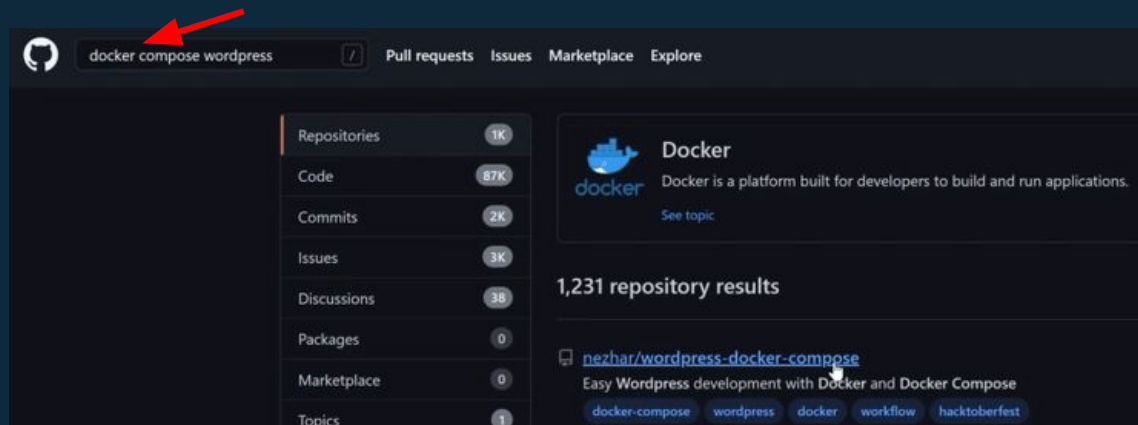 docker compose wordpress / Pull requests Issues Marketplace Explore
Repositories 1K
Code 87K
Commits 2K
Issues 3K
Discussions 38
Packages 0
Marketplace 0
Topics 1
docker
Docker
Docker is a platform built for developers to build and run applications.
See topic
1,231 repository results
nezhar/wordpress-docker-compose
Easy Wordpress development with Docker and Docker Compose
docker-compose wordpress docker workflow hacktoberfest